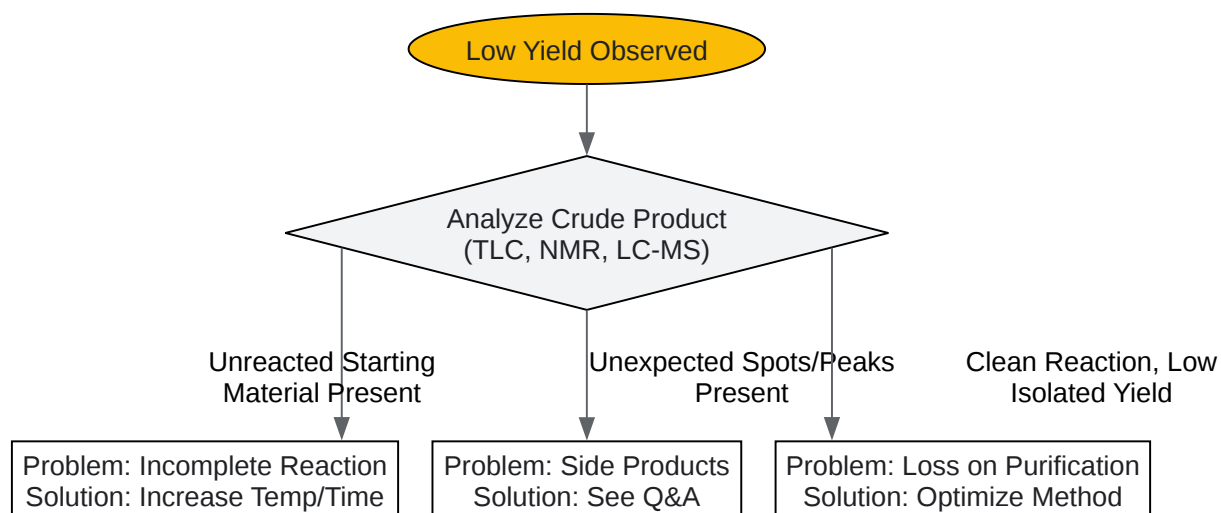 Low Yield Observed
Analyze Crude Product
(TLC, NMR, LC-MS)
Unreacted Starting
Material Present
Unexpected Spots/Peaks
Present
Clean Reaction, Low
Isolated Yield
Problem: Incomplete Reaction
Solution: Increase Temp/Time
Problem: Side Products
Solution: See Q&A
Problem: Loss on Purification
Solution: Optimize Method